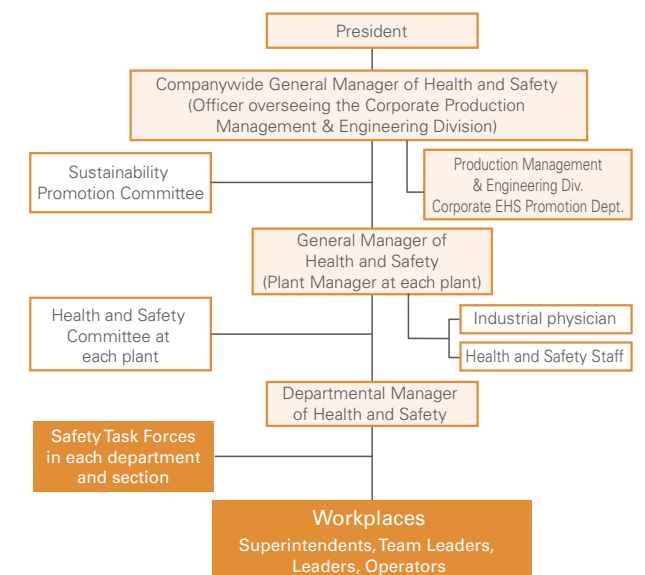 President
Companywide General Manager of Health and Safety
(Officer overseeing the Corporate Production
Management & Engineering Division)
Sustainability
Promotion Committee
Production Management
& Engineering Div.
Corporate EHS Promotion Dept.
General Manager of
Health and Safety
(Plant Manager at each plant)
Health and Safety
Committee at
each plant
Industrial physician
Health and Safety Staff
Departmental Manager
of Health and Safety
Safety Task Forces
in each department
and section
Workplaces
Superintendents, Team Leaders,
Leaders, Operators